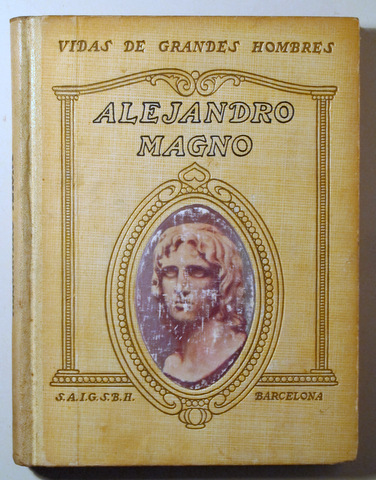 VIDAS DE GRANDES HOMBRES
ALEJANDRO
MAGNO
S.A.I.G.S.B.H. BARCELONA